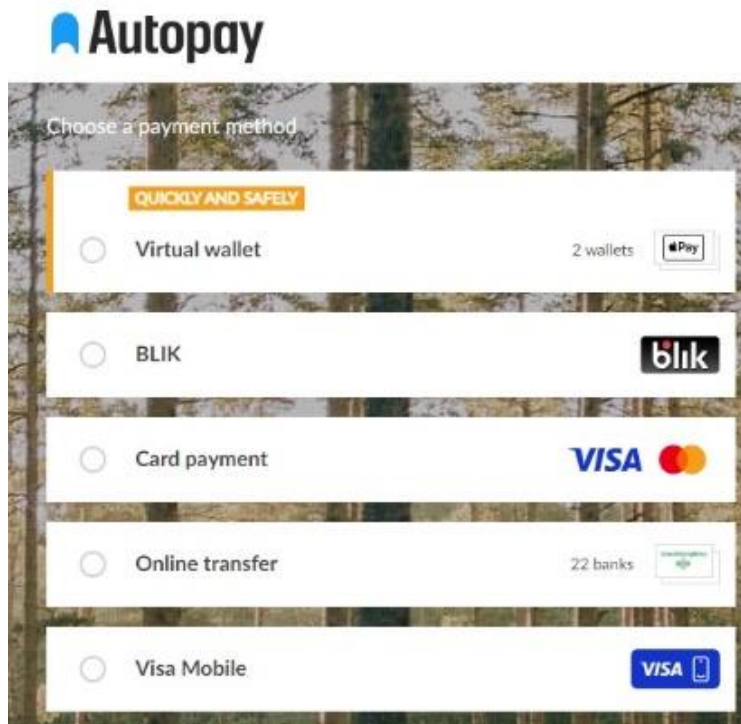 Autopay
Choose a payment method
QUICKLY AND SAFELY
Virtual wallet
2 wallets
Pay
BLIK
blik
Card payment
VISA
Online transfer
22 banks
Visa Mobile
VISA